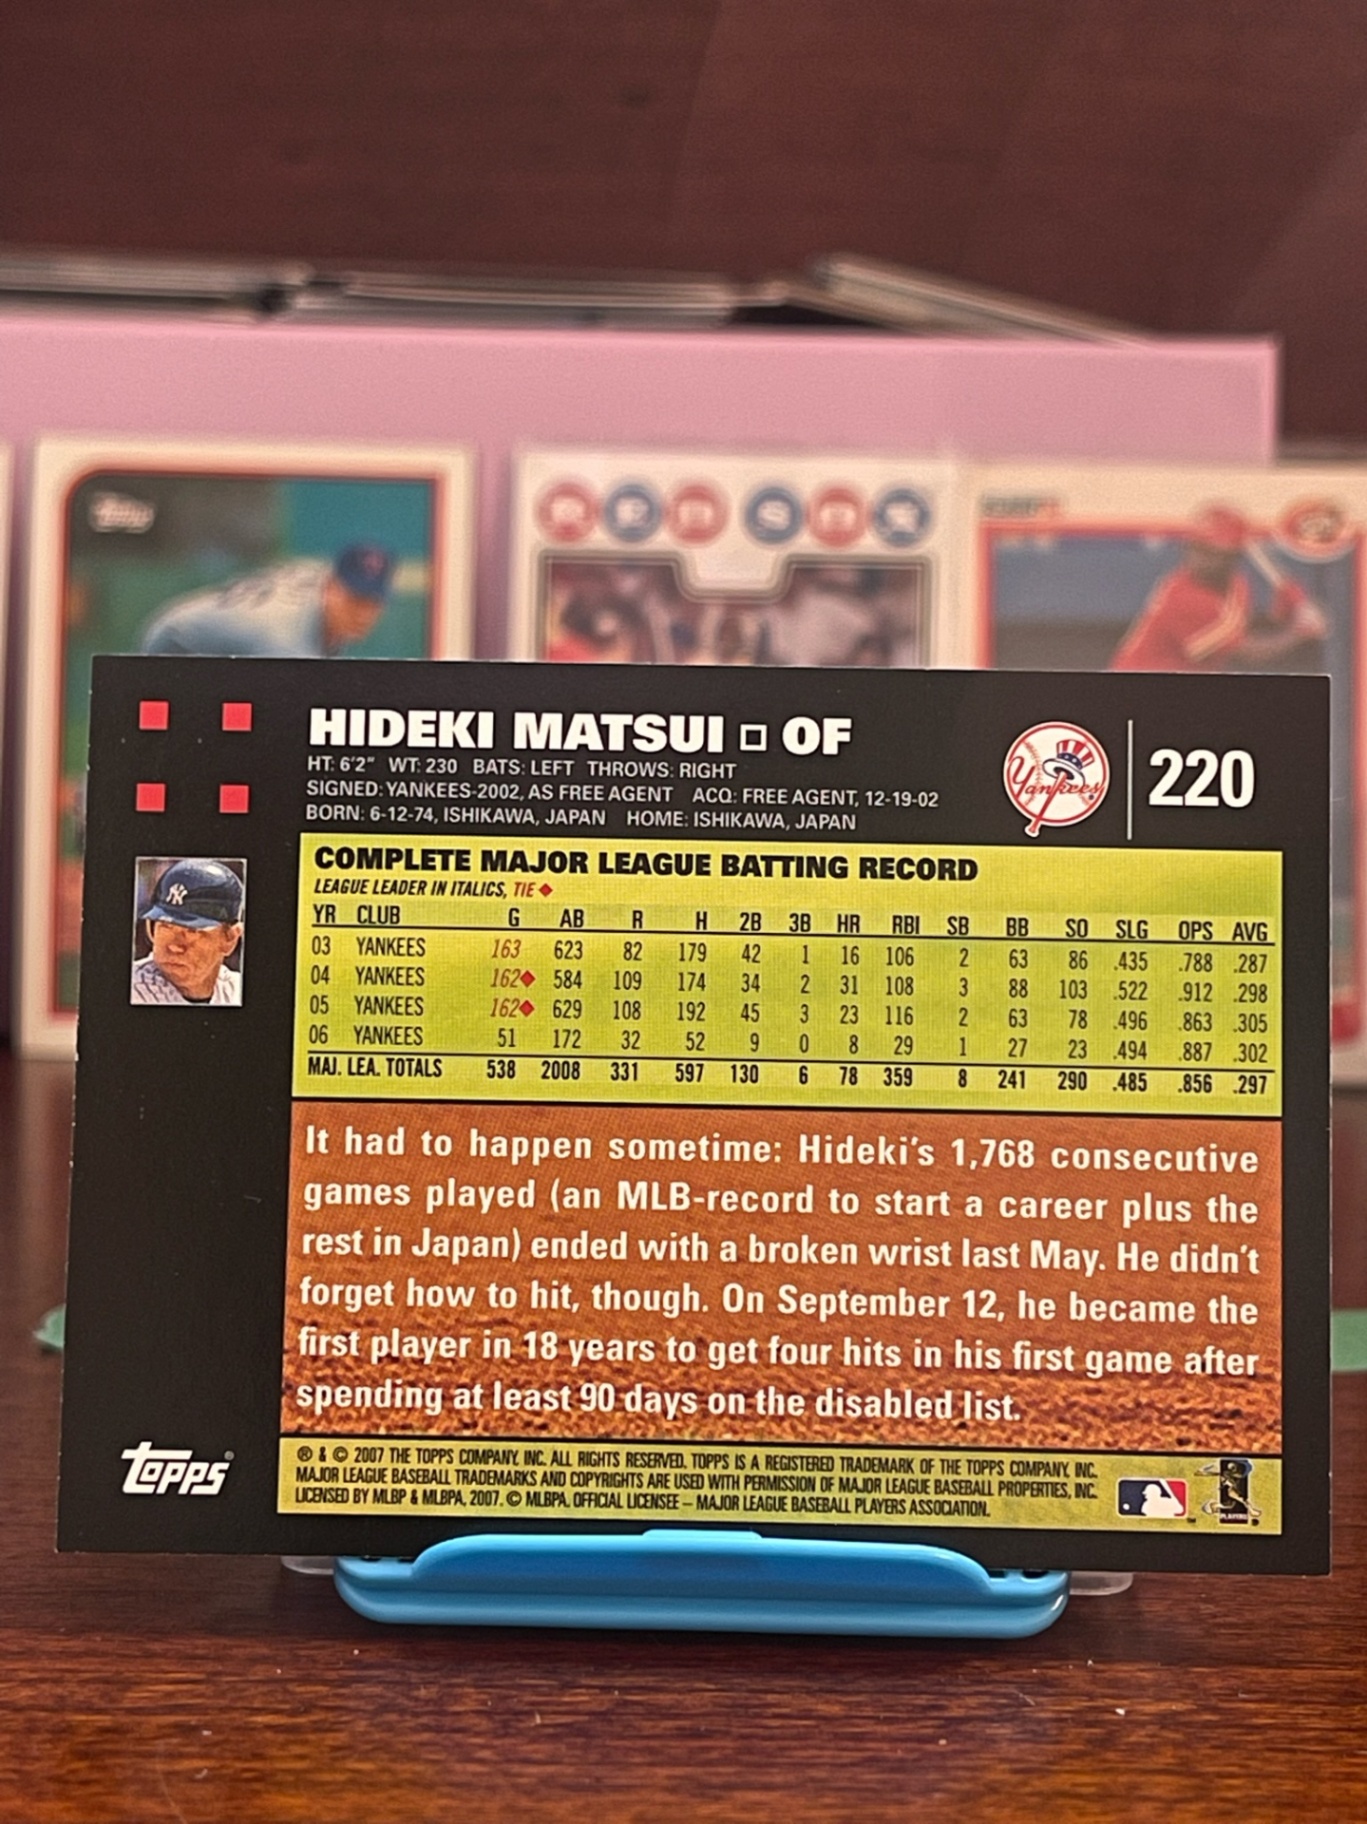 Topps
RED SOX
HIDEKI MATSUI □ OF
HT: 6'2" WT: 230 BATS: LEFT THROWS: RIGHT
SIGNED: YANKEES-2002, AS FREE AGENT ACQ: FREE AGENT, 12-19-02
BORN: 6-12-74, ISHIKAWA, JAPAN HOME: ISHIKAWA, JAPAN
Yankees
220
NY
COMPLETE MAJOR LEAGUE BATTING RECORD
LEAGUE LEADER IN ITALICS, TIE ◆
YR CLUB G AB R H 2B 3B HR RBI SB BB SO SLG OPS AVG
03 YANKEES 163 623 82 179 42 1 16 106 2 63 86 .435 .788 .287
04 YANKEES 162◆ 584 109 174 34 2 31 108 3 88 103 .522 .912 .298
05 YANKEES 162◆ 629 108 192 45 3 23 116 2 63 78 .496 .863 .305
06 YANKEES 51 172 32 52 9 0 8 29 1 27 23 .494 .887 .302
MAJ. LEA. TOTALS 538 2008 331 597 130 6 78 359 8 241 290 .485 .856 .297
It had to happen sometime: Hideki's 1,768 consecutive
games played (an MLB-record to start a career plus the
rest in Japan) ended with a broken wrist last May. He didn't
forget how to hit, though. On September 12, he became the
first player in 18 years to get four hits in his first game after
spending at least 90 days on the disabled list.
topps®
® & © 2007 THE TOPPS COMPANY, INC. ALL RIGHTS RESERVED. TOPPS IS A REGISTERED TRADEMARK OF THE TOPPS COMPANY, INC.
MAJOR LEAGUE BASEBALL TRADEMARKS AND COPYRIGHTS ARE USED WITH PERMISSION OF MAJOR LEAGUE BASEBALL PROPERTIES, INC.
LICENSED BY MLBP & MLBPA, 2007. © MLBPA. OFFICIAL LICENSEE – MAJOR LEAGUE BASEBALL PLAYERS ASSOCIATION.
PLAYERS